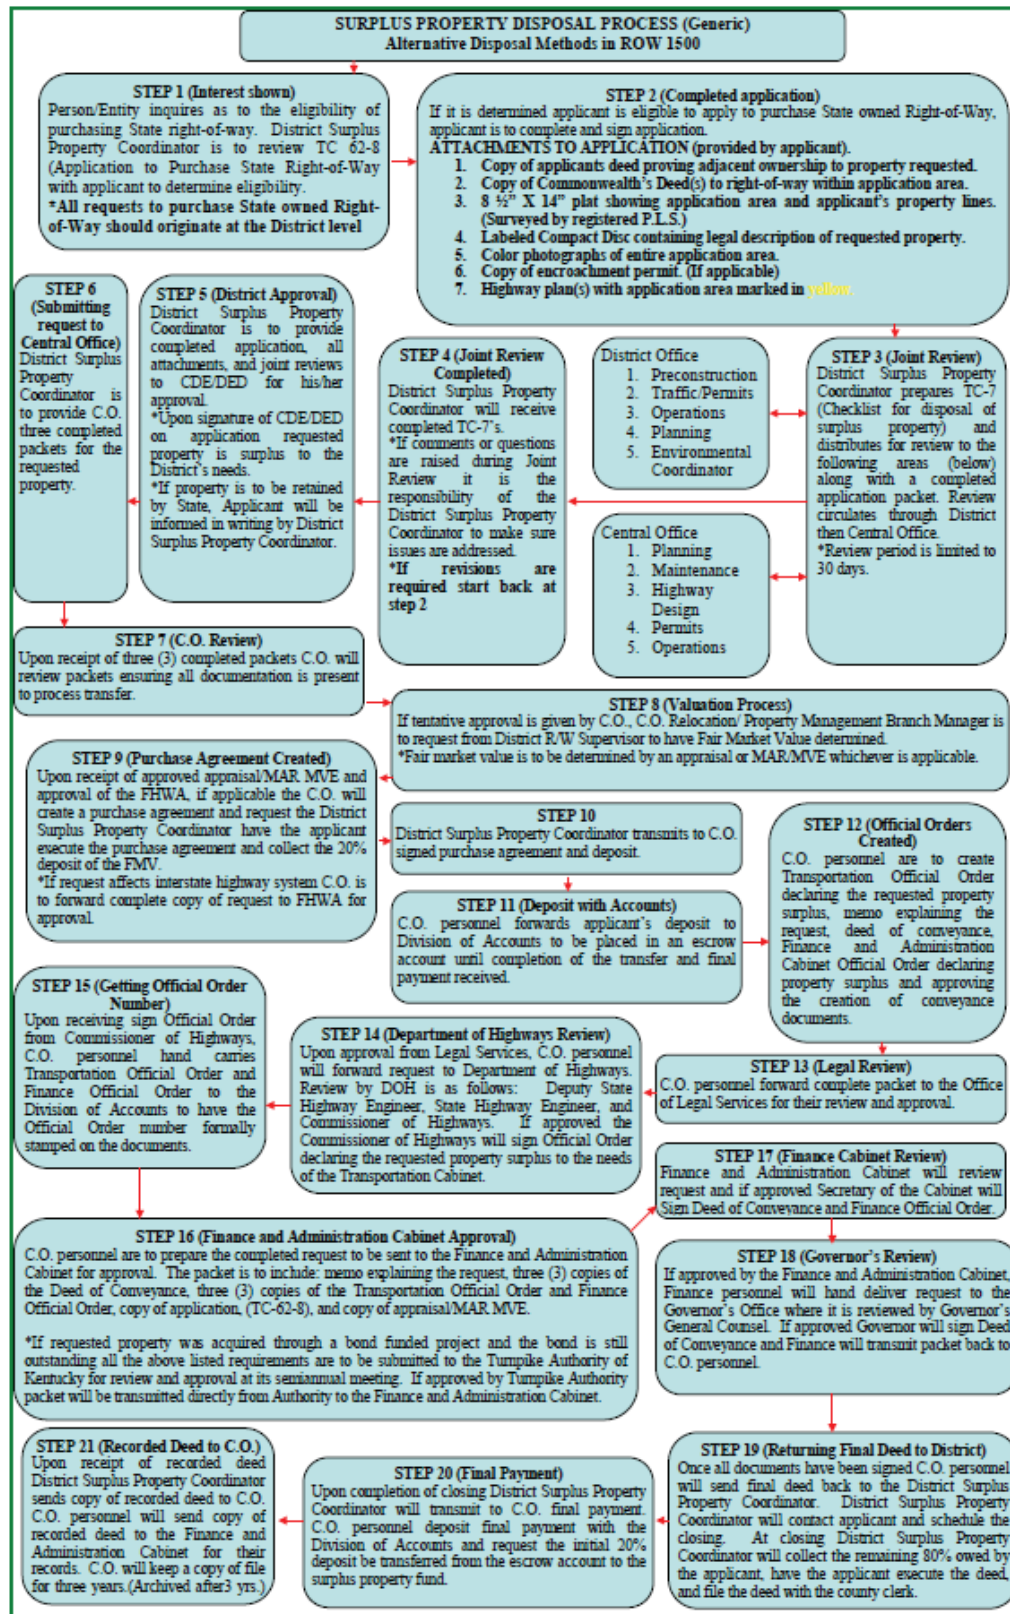 SURPLUS PROPERTY DISPOSAL PROCESS (Generic)
Alternative Disposal Methods in ROW 1500
STEP 1 (Interest shown)
Person/Entity inquires as to the eligibility of
purchasing State right-of-way. District Surplus
Property Coordinator is to review TC 62-8
(Application to Purchase State Right-of-Way
with applicant to determine eligibility.
*All requests to purchase State owned Right-
of-Way should originate at the District level
STEP 2 (Completed application)
If it is determined applicant is eligible to apply to purchase State owned Right-of-Way,
applicant is to complete and sign application.
ATTACHMENTS TO APPLICATION (provided by applicant).
1. Copy of applicants deed proving adjacent ownership to property requested.
2. Copy of Commonwealth's Deed(s) to right-of-way within application area.
3. 8 ½" X 14" plat showing application area and applicant's property lines.
(Surveyed by registered P.L.S.)
4. Labeled Compact Disc containing legal description of requested property.
5. Color photographs of entire application area.
6. Copy of encroachment permit. (If applicable)
7. Highway plan(s) with application area marked in yellow.
STEP 3 (Joint Review)
District Surplus Property
Coordinator prepares TC-7
(Checklist for disposal of
surplus property) and
distributes for review to the
following areas (below)
along with a completed
application packet. Review
circulates through District
then Central Office.
*Review period is limited to
30 days.
District Office
1. Preconstruction
2. Traffic/Permits
3. Operations
4. Planning
5. Environmental
Coordinator
Central Office
1. Planning
2. Maintenance
3. Highway
Design
4. Permits
5. Operations
STEP 4 (Joint Review
Completed)
District Surplus Property
Coordinator will receive
completed TC-7's.
*If comments or questions
are raised during Joint
Review it is the
responsibility of the
District Surplus Property
Coordinator to make sure
issues are addressed.
*If revisions are
required start back at
step 2
STEP 5 (District Approval)
District Surplus Property
Coordinator is to provide
completed application, all
attachments, and joint reviews
to CDE/DED for his/her
approval.
*Upon signature of CDE/DED
on application requested
property is surplus to the
District's needs.
*If property is to be retained
by State, Applicant will be
informed in writing by District
Surplus Property Coordinator.
STEP 6
(Submitting
request to
Central Office)
District Surplus
Property
Coordinator is
to provide C.O.
three completed
packets for the
requested
property.
STEP 7 (C.O. Review)
Upon receipt of three (3) completed packets C.O. will
review packets ensuring all documentation is present
to process transfer.
STEP 8 (Valuation Process)
If tentative approval is given by C.O., C.O. Relocation/ Property Management Branch Manager is
to request from District R/W Supervisor to have Fair Market Value determined.
*Fair market value is to be determined by an appraisal or MAR/MVE whichever is applicable.
STEP 9 (Purchase Agreement Created)
Upon receipt of approved appraisal/MAR MVE and
approval of the FHWA, if applicable the C.O. will
create a purchase agreement and request the District
Surplus Property Coordinator have the applicant
execute the purchase agreement and collect the 20%
deposit of the FMV.
*If request affects interstate highway system C.O. is
to forward complete copy of request to FHWA for
approval.
STEP 10
District Surplus Property Coordinator transmits to C.O.
signed purchase agreement and deposit.
STEP 11 (Deposit with Accounts)
C.O. personnel forwards applicant's deposit to
Division of Accounts to be placed in an escrow
account until completion of the transfer and final
payment received.
STEP 12 (Official Orders
Created)
C.O. personnel are to create
Transportation Official Order
declaring the requested property
surplus, memo explaining the
request, deed of conveyance,
Finance and Administration
Cabinet Official Order declaring
property surplus and approving
the creation of conveyance
documents.
STEP 13 (Legal Review)
C.O. personnel forward complete packet to the Office
of Legal Services for their review and approval.
STEP 14 (Department of Highways Review)
Upon approval from Legal Services, C.O. personnel
will forward request to Department of Highways.
Review by DOH is as follows: Deputy State
Highway Engineer, State Highway Engineer, and
Commissioner of Highways. If approved the
Commissioner of Highways will sign Official Order
declaring the requested property surplus to the needs
of the Transportation Cabinet.
STEP 15 (Getting Official Order
Number)
Upon receiving sign Official Order
from Commissioner of Highways,
C.O. personnel hand carries
Transportation Official Order and
Finance Official Order to the
Division of Accounts to have the
Official Order number formally
stamped on the documents.
STEP 16 (Finance and Administration Cabinet Approval)
C.O. personnel are to prepare the completed request to be sent to the Finance and Administration
Cabinet for approval. The packet is to include: memo explaining the request, three (3) copies of
the Deed of Conveyance, three (3) copies of the Transportation Official Order and Finance
Official Order, copy of application, (TC-62-8), and copy of appraisal/MAR MVE.
*If requested property was acquired through a bond funded project and the bond is still
outstanding all the above listed requirements are to be submitted to the Turnpike Authority of
Kentucky for review and approval at its semiannual meeting. If approved by Turnpike Authority
packet will be transmitted directly from Authority to the Finance and Administration Cabinet.
STEP 17 (Finance Cabinet Review)
Finance and Administration Cabinet will review
request and if approved Secretary of the Cabinet will
Sign Deed of Conveyance and Finance Official Order.
STEP 18 (Governor's Review)
If approved by the Finance and Administration Cabinet,
Finance personnel will hand deliver request to the
Governor's Office where it is reviewed by Governor's
General Counsel. If approved Governor will sign Deed
of Conveyance and Finance will transmit packet back to
C.O. personnel.
STEP 19 (Returning Final Deed to District)
Once all documents have been signed C.O. personnel
will send final deed back to the District Surplus
Property Coordinator. District Surplus Property
Coordinator will contact applicant and schedule the
closing. At closing District Surplus Property
Coordinator will collect the remaining 80% owed by
the applicant, have the applicant execute the deed,
and file the deed with the county clerk.
STEP 20 (Final Payment)
Upon completion of closing District Surplus Property
Coordinator will transmit to C.O. final payment.
C.O. personnel deposit final payment with the
Division of Accounts and request the initial 20%
deposit be transferred from the escrow account to the
surplus property fund.
STEP 21 (Recorded Deed to C.O.)
Upon receipt of recorded deed
District Surplus Property Coordinator
sends copy of recorded deed to C.O.
C.O. personnel will send copy of
recorded deed to the Finance and
Administration Cabinet for their
records. C.O. will keep a copy of file
for three years.(Archived after3 yrs.)